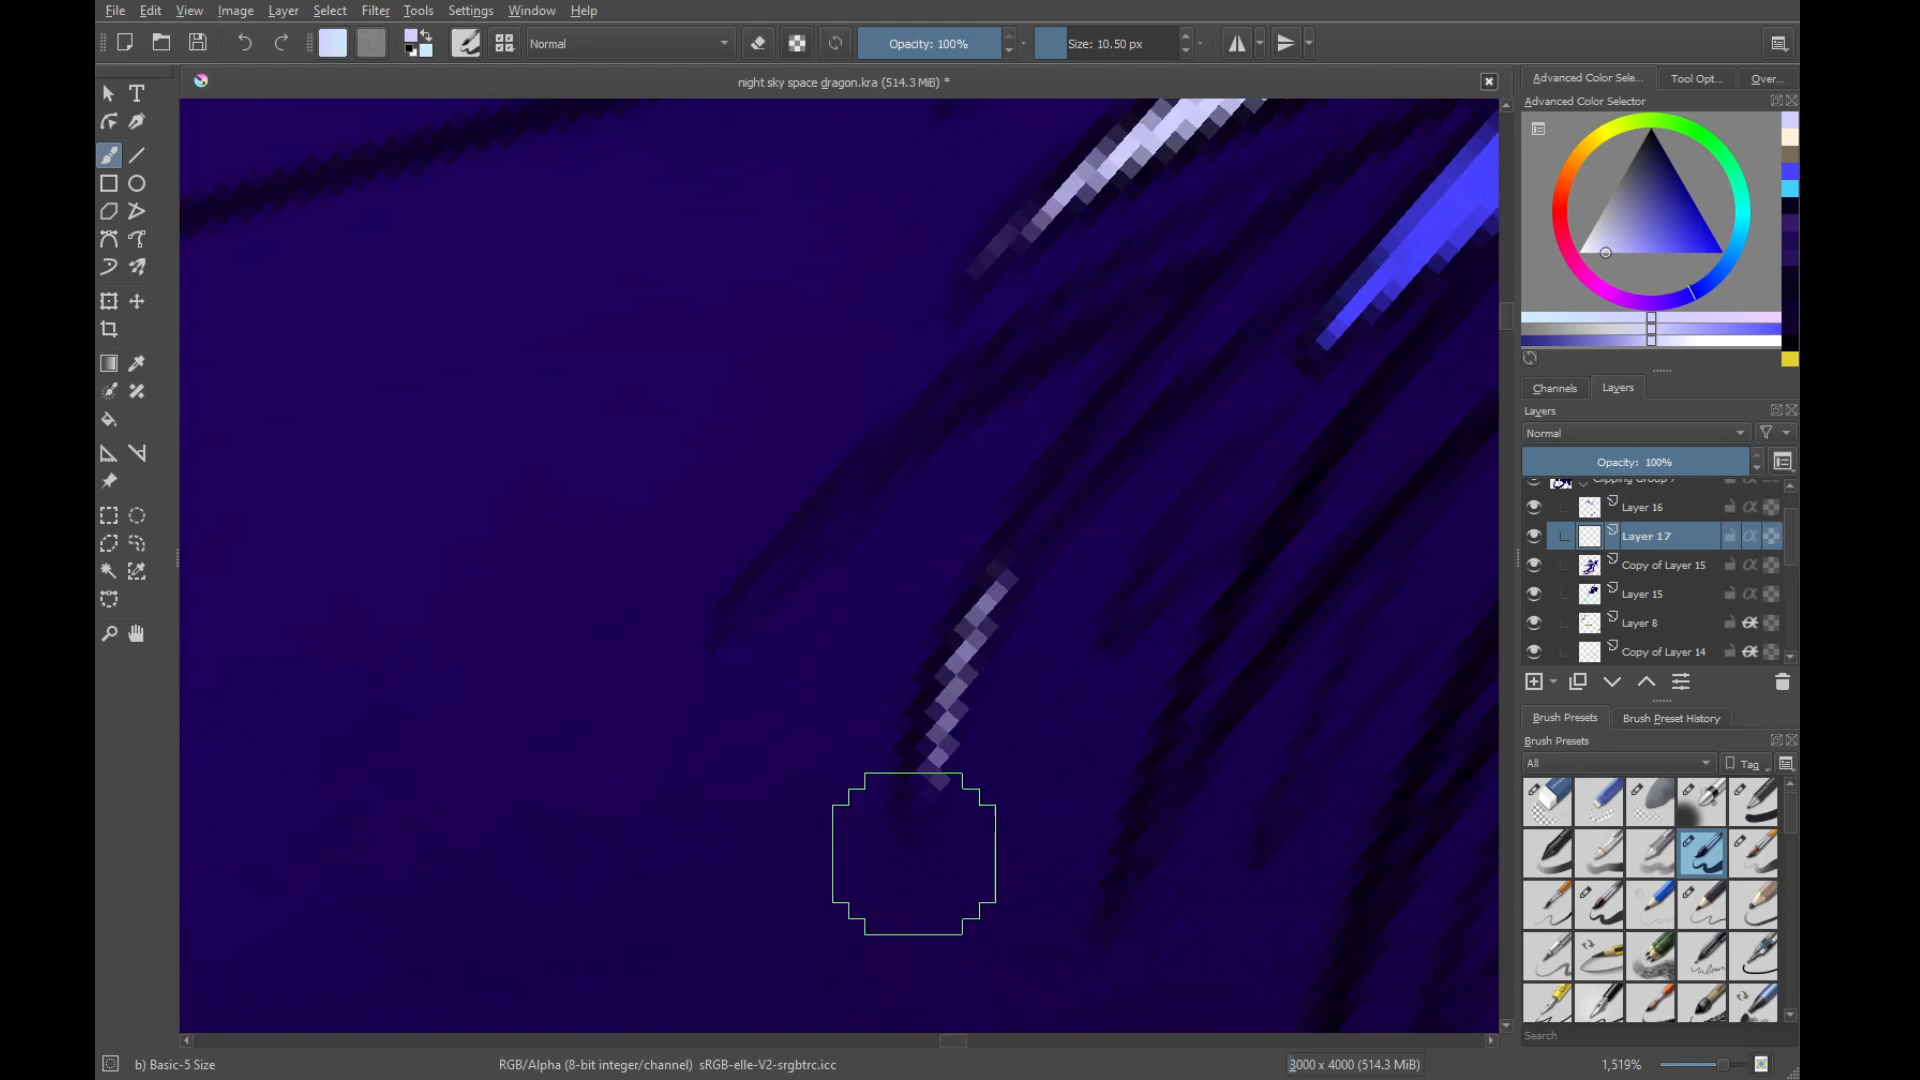 File Edit View Image Layer Select Filter Tools Settings Window Help
Normal
Opacity: 100%
Size: 10.50 px
night sky space dragon.kra (514.3 MiB) *
Advanced Color Sele...
Tool Opt...
Over...
Advanced Color Selector
Channels
Layers
Layers
Normal
Opacity: 100%
Clipping Group 7
Layer 16
Layer 17
Copy of Layer 15
Layer 15
Layer 8
Copy of Layer 14
Brush Presets
Brush Preset History
Brush Presets
All
Tag
Search
b) Basic-5 Size
RGB/Alpha (8-bit integer/channel) sRGB-elle-V2-srgbtrc.icc
3000 x 4000 (514.3 MiB)
1,519%